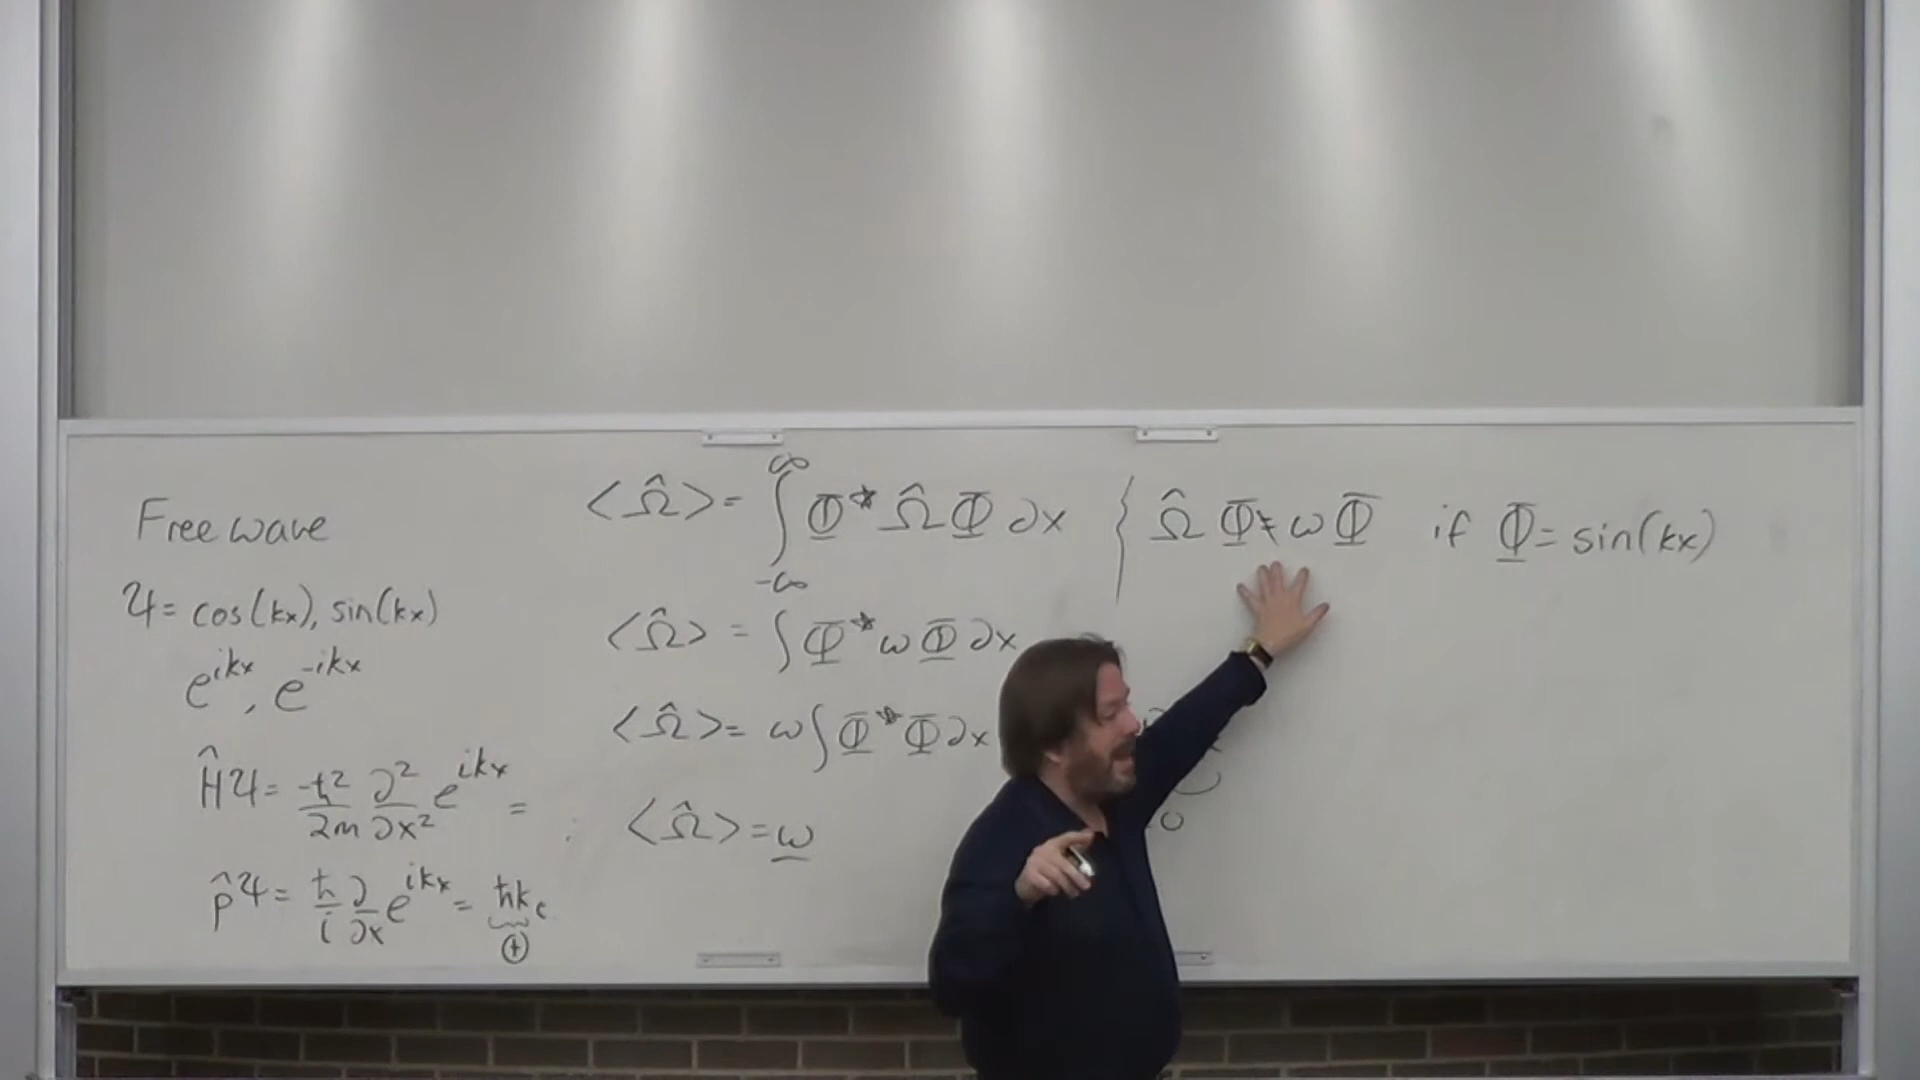 Free wave
Ψ = cos(kx), sin(kx)
e^{ikx}, e^{-ikx}
ĤΨ = -ħ²/2m ∂²/∂x² e^{ikx} =
p̂Ψ = ħ/i ∂/∂x e^{ikx} = ħk e
(+)
<Ω̂> = ∫_{-∞}^{∞} Φ* Ω̂ Φ ∂x
<Ω̂> = ∫ Φ* ω Φ ∂x
<Ω̂> = ω ∫ Φ* Φ ∂x
<Ω̂> = ω
{ Ω̂ Φ ≠ ω Φ if Φ = sin(kx)